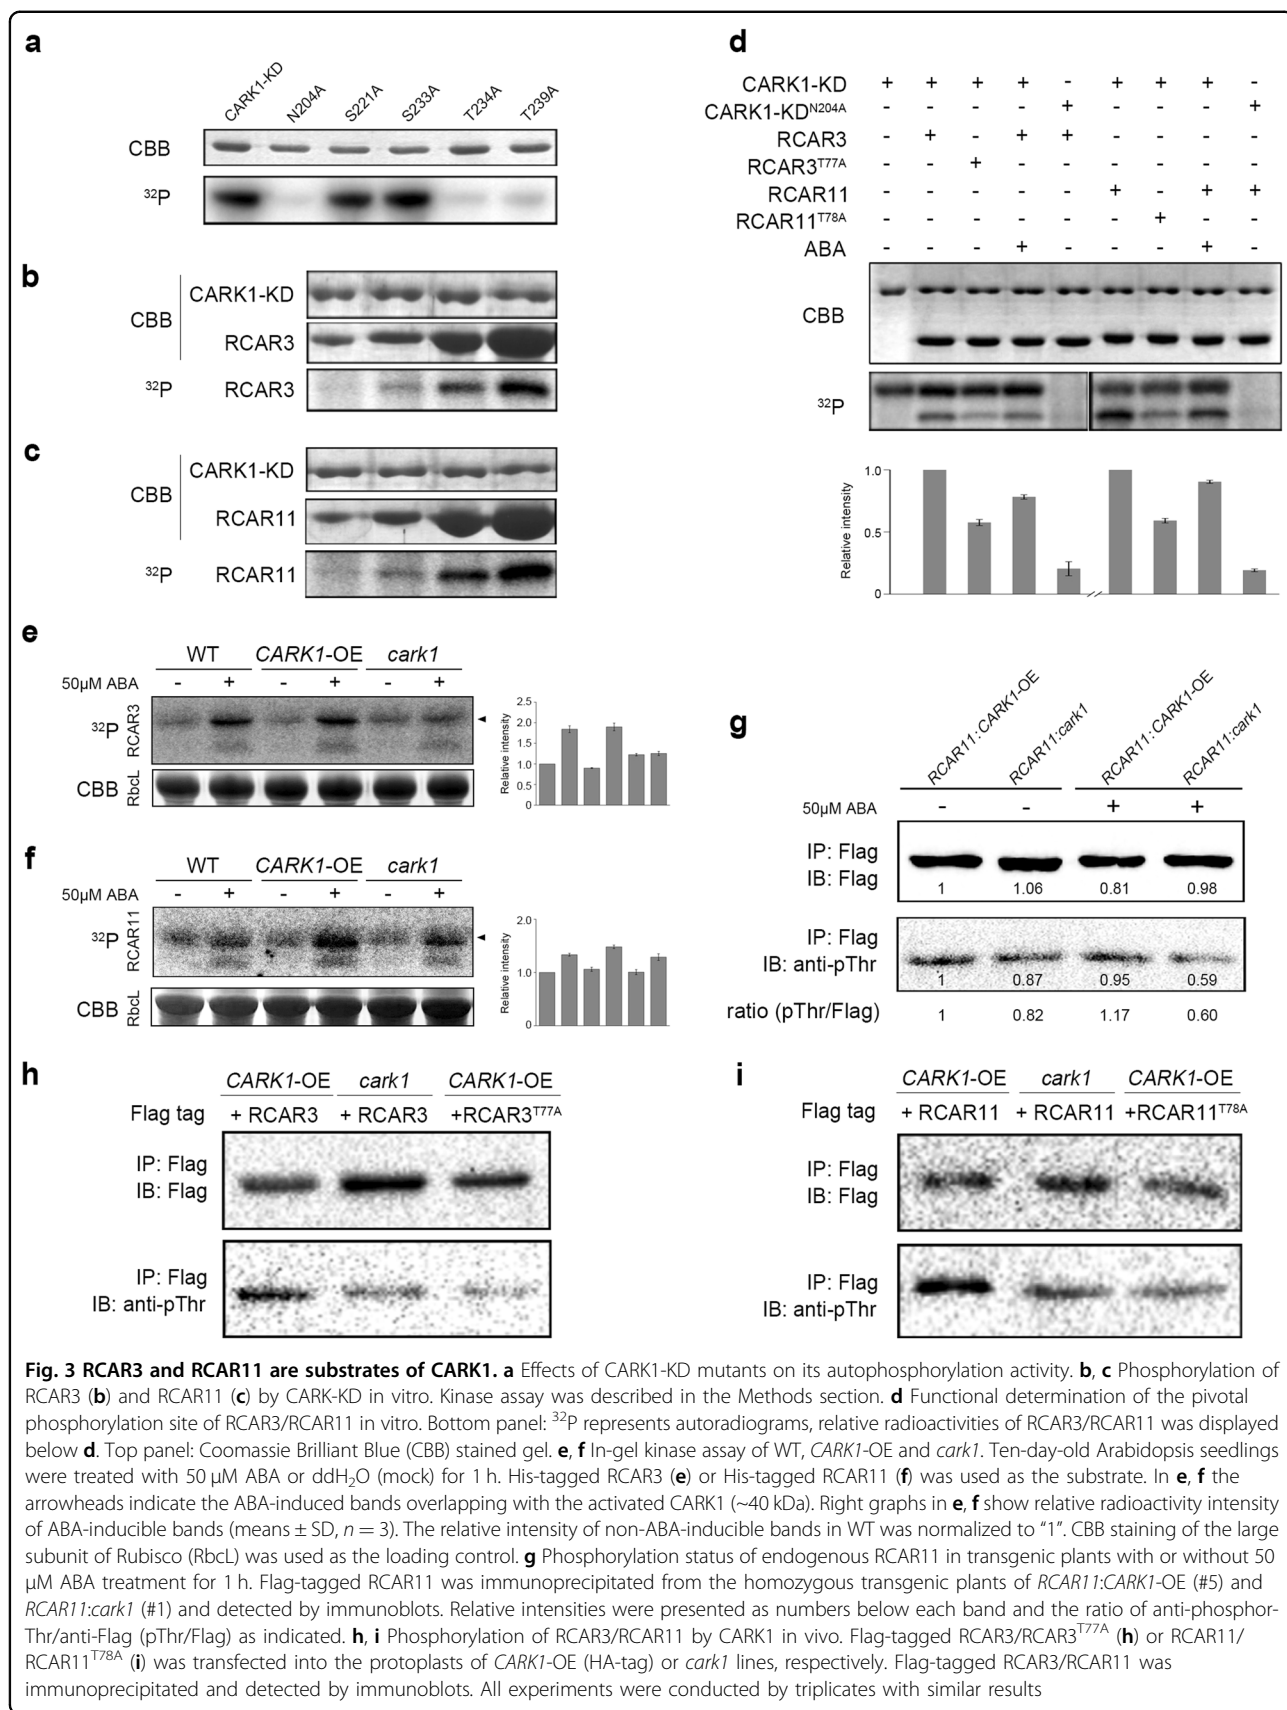 a
CARK1-KD N204A S221A S233A T234A T239A
CBB
32P
b
CBB
CARK1-KD
RCAR3
32P RCAR3
c
CBB
CARK1-KD
RCAR11
32P RCAR11
d
CARK1-KD + + + + - + + + -
CARK1-KDN204A - - - - + - - - +
RCAR3 - + - + + - - - -
RCAR3T77A - - + - - - - - -
RCAR11 - - - - - + - + +
RCAR11T78A - - - - - - + - -
ABA - - - + - - - + -
CBB
32P
Relative intensity
1.0
0.5
0
e
WT CARK1-OE cark1
50µM ABA - + - + - +
32P RCAR3
CBB RbcL
Relative intensity
2.5
2.0
1.5
1.0
0.5
0
f
WT CARK1-OE cark1
50µM ABA - + - + - +
32P RCAR11
CBB RbcL
Relative intensity
2.0
1.0
0
g
RCAR11:CARK1-OE RCAR11:cark1 RCAR11:CARK1-OE RCAR11:cark1
50µM ABA - - + +
IP: Flag
IB: Flag
1 1.06 0.81 0.98
IP: Flag
IB: anti-pThr
1 0.87 0.95 0.59
ratio (pThr/Flag) 1 0.82 1.17 0.60
h
CARK1-OE cark1 CARK1-OE
Flag tag + RCAR3 + RCAR3 +RCAR3T77A
IP: Flag
IB: Flag
IP: Flag
IB: anti-pThr
i
CARK1-OE cark1 CARK1-OE
Flag tag + RCAR11 + RCAR11 +RCAR11T78A
IP: Flag
IB: Flag
IP: Flag
IB: anti-pThr
Fig. 3 RCAR3 and RCAR11 are substrates of CARK1. a Effects of CARK1-KD mutants on its autophosphorylation activity. b, c Phosphorylation of
RCAR3 (b) and RCAR11 (c) by CARK-KD in vitro. Kinase assay was described in the Methods section. d Functional determination of the pivotal
phosphorylation site of RCAR3/RCAR11 in vitro. Bottom panel: 32P represents autoradiograms, relative radioactivities of RCAR3/RCAR11 was displayed
below d. Top panel: Coomassie Brilliant Blue (CBB) stained gel. e, f In-gel kinase assay of WT, CARK1-OE and cark1. Ten-day-old Arabidopsis seedlings
were treated with 50 µM ABA or ddH2O (mock) for 1 h. His-tagged RCAR3 (e) or His-tagged RCAR11 (f) was used as the substrate. In e, f the
arrowheads indicate the ABA-induced bands overlapping with the activated CARK1 (~40 kDa). Right graphs in e, f show relative radioactivity intensity
of ABA-inducible bands (means ± SD, n = 3). The relative intensity of non-ABA-inducible bands in WT was normalized to “1”. CBB staining of the large
subunit of Rubisco (RbcL) was used as the loading control. g Phosphorylation status of endogenous RCAR11 in transgenic plants with or without 50
µM ABA treatment for 1 h. Flag-tagged RCAR11 was immunoprecipitated from the homozygous transgenic plants of RCAR11:CARK1-OE (#5) and
RCAR11:cark1 (#1) and detected by immunoblots. Relative intensities were presented as numbers below each band and the ratio of anti-phosphor-
Thr/anti-Flag (pThr/Flag) as indicated. h, i Phosphorylation of RCAR3/RCAR11 by CARK1 in vivo. Flag-tagged RCAR3/RCAR3T77A (h) or RCAR11/
RCAR11T78A (i) was transfected into the protoplasts of CARK1-OE (HA-tag) or cark1 lines, respectively. Flag-tagged RCAR3/RCAR11 was
immunoprecipitated and detected by immunoblots. All experiments were conducted by triplicates with similar results